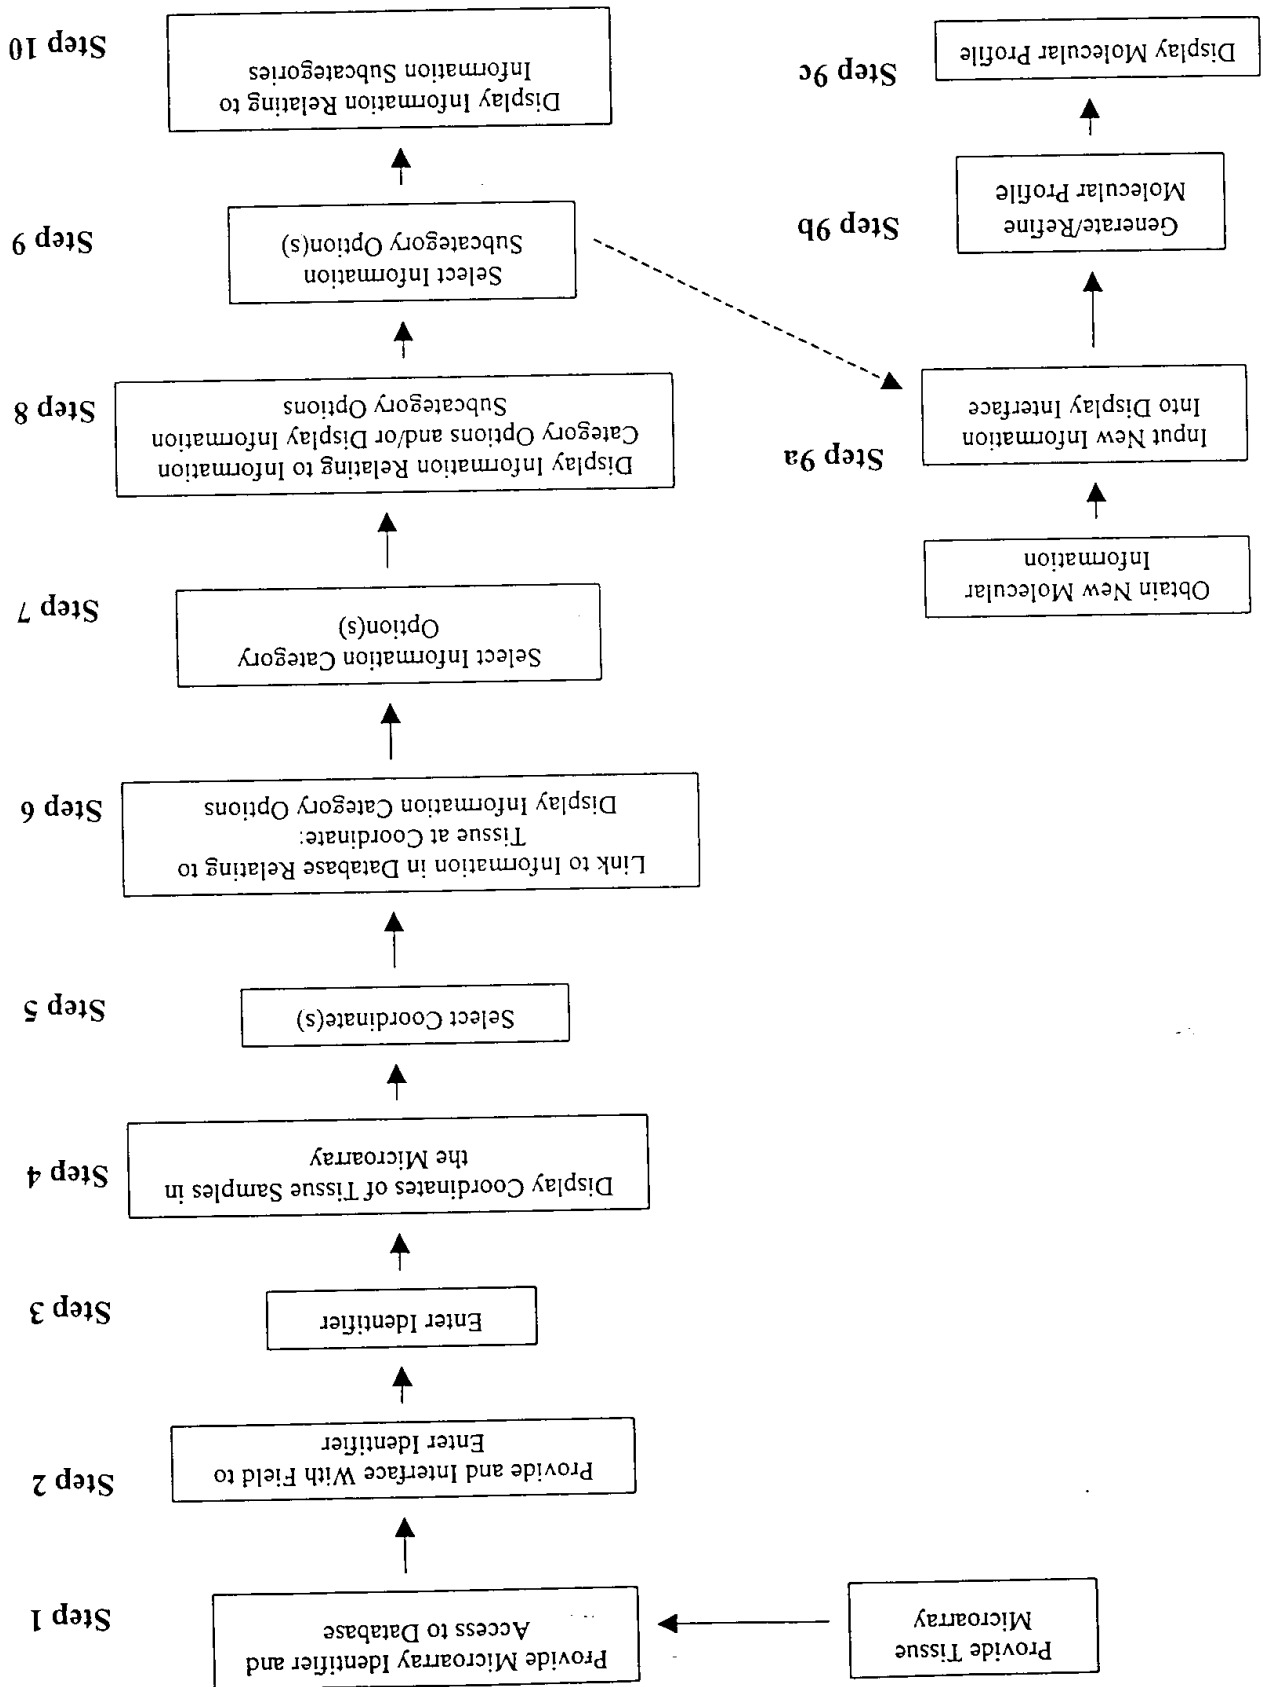 Provide Tissue
Microarray
Step 1
Provide Microarray Identifier and
Access to Database
Step 2
Provide and Interface With Field to
Enter Identifier
Step 3
Enter Identifier
Step 4
Display Coordinates of Tissue Samples in
the Microarray
Step 5
Select Coordinate(s)
Step 6
Link to Information in Database Relating to
Tissue at Coordinate:
Display Information Category Options
Step 7
Select Information Category
Option(s)
Step 8
Display Information Relating to Information
Category Options and/or Display Information
Subcategory Options
Step 9
Select Information
Subcategory Option(s)
Step 10
Display Information Relating to
Information Subcategories
Obtain New Molecular
Information
Step 9a
Input New Information
Into Display Interface
Step 9b
Generate/Refine
Molecular Profile
Step 9c
Display Molecular Profile